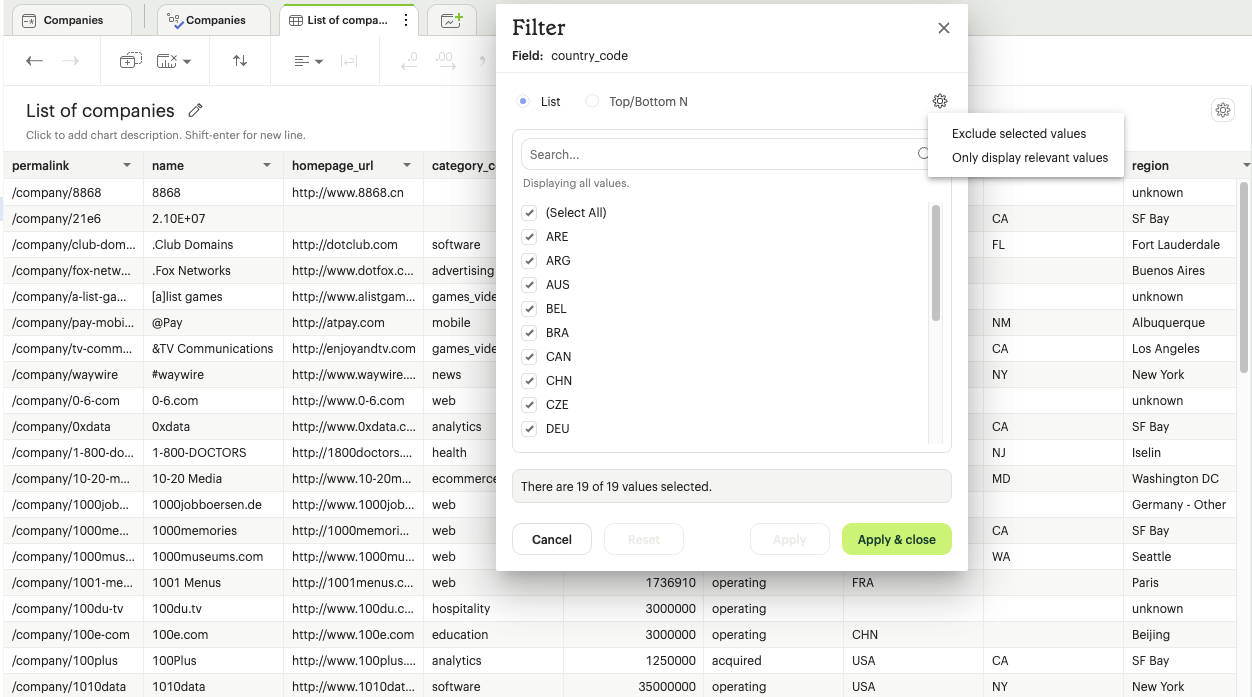 Companies
Companies
List of compa...
.0
.00
List of companies
Click to add chart description. Shift-enter for new line.
Filter
Field: country_code
List
Top/Bottom N
Exclude selected values
Only display relevant values
Search...
Displaying all values.
(Select All)
ARE
ARG
AUS
BEL
BRA
CAN
CHN
CZE
DEU
There are 19 of 19 values selected.
Cancel Reset Apply Apply & close
permalink name homepage_url category_c region
/company/8868 8868 http://www.8868.cn unknown
/company/21e6 2.10E+07 CA SF Bay
/company/club-dom... .Club Domains http://dotclub.com software FL Fort Lauderdale
/company/fox-netw... .Fox Networks http://www.dotfox.c... advertising Buenos Aires
/company/a-list-ga... [a]list games http://www.alistgam... games_vide unknown
/company/pay-mobi... @Pay http://atpay.com mobile NM Albuquerque
/company/tv-comm... &TV Communications http://enjoyandtv.com games_vide CA Los Angeles
/company/waywire #waywire http://www.waywire.... news NY New York
/company/0-6-com 0-6.com http://www.0-6.com web unknown
/company/0xdata 0xdata http://www.0xdata.c... analytics CA SF Bay
/company/1-800-do... 1-800-DOCTORS http://1800doctors.... health NJ Iselin
/company/10-20-m... 10-20 Media http://www.10-20m... ecommerce MD Washington DC
/company/1000job... 1000jobboersen.de http://www.1000job... web Germany - Other
/company/1000me... 1000memories http://1000memori... web CA SF Bay
/company/1000mus... 1000museums.com http://www.1000mu... web WA Seattle
/company/1001-me... 1001 Menus http://1001menus.c... web 1736910 operating FRA Paris
/company/100du-tv 100du.tv http://www.100du.c... hospitality 3000000 operating unknown
/company/100e-com 100e.com http://www.100e.com education 3000000 operating CHN Beijing
/company/100plus 100Plus http://www.100plus.... analytics 1250000 acquired USA CA SF Bay
/company/1010data 1010data http://www.1010dat... software 35000000 operating USA NY New York